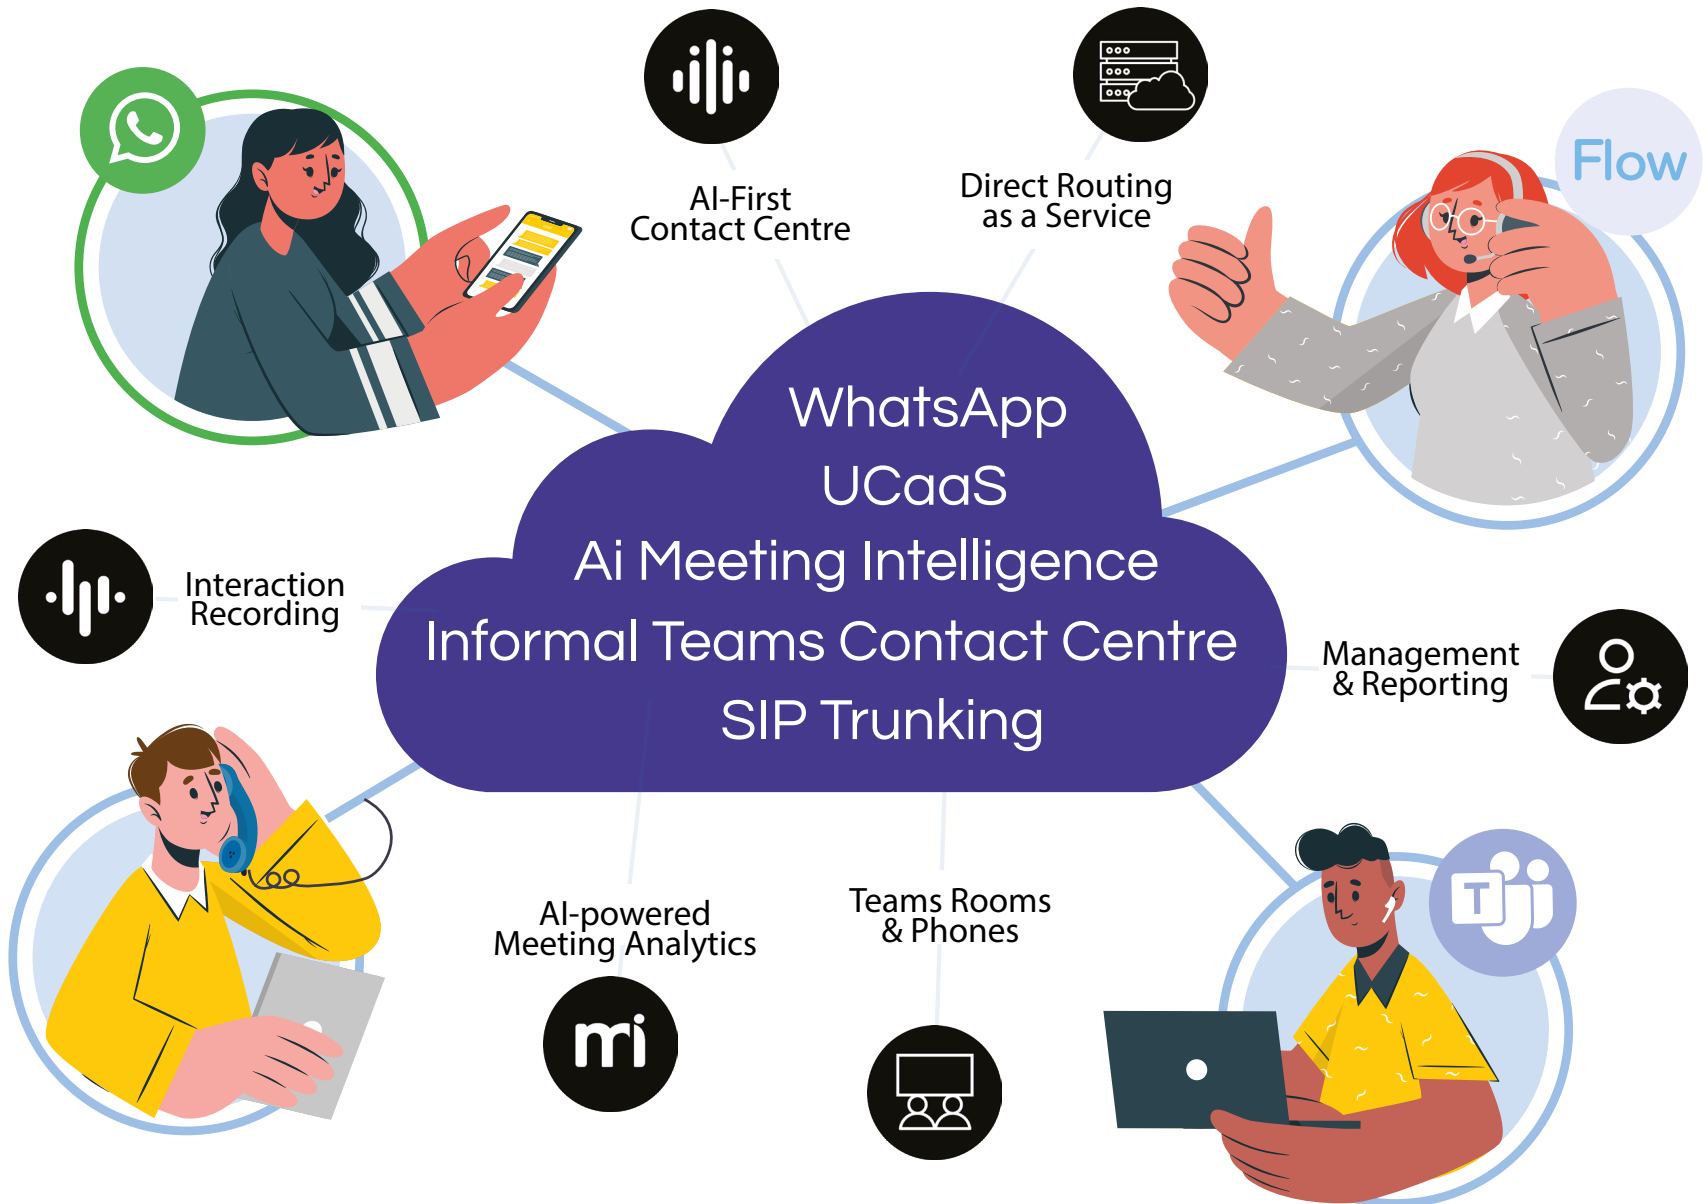 AI-First
Contact Centre
Direct Routing
as a Service
Flow
WhatsApp
UCaaS
Ai Meeting Intelligence
Informal Teams Contact Centre
SIP Trunking
Interaction
Recording
Management
& Reporting
AI-powered
Meeting Analytics
mi
Teams Rooms
& Phones
T